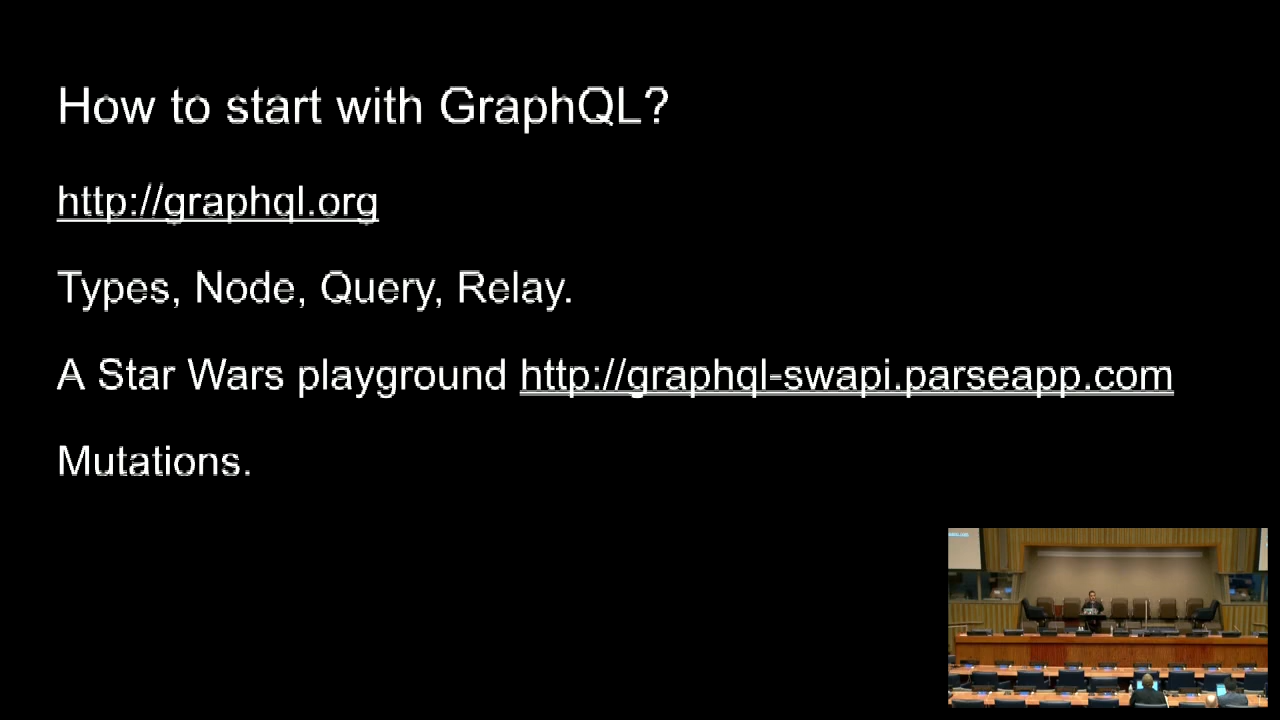 How to start with GraphQL?
http://graphql.org
Types, Node, Query, Relay.
A Star Wars playground http://graphql-swapi.parseapp.com
Mutations.